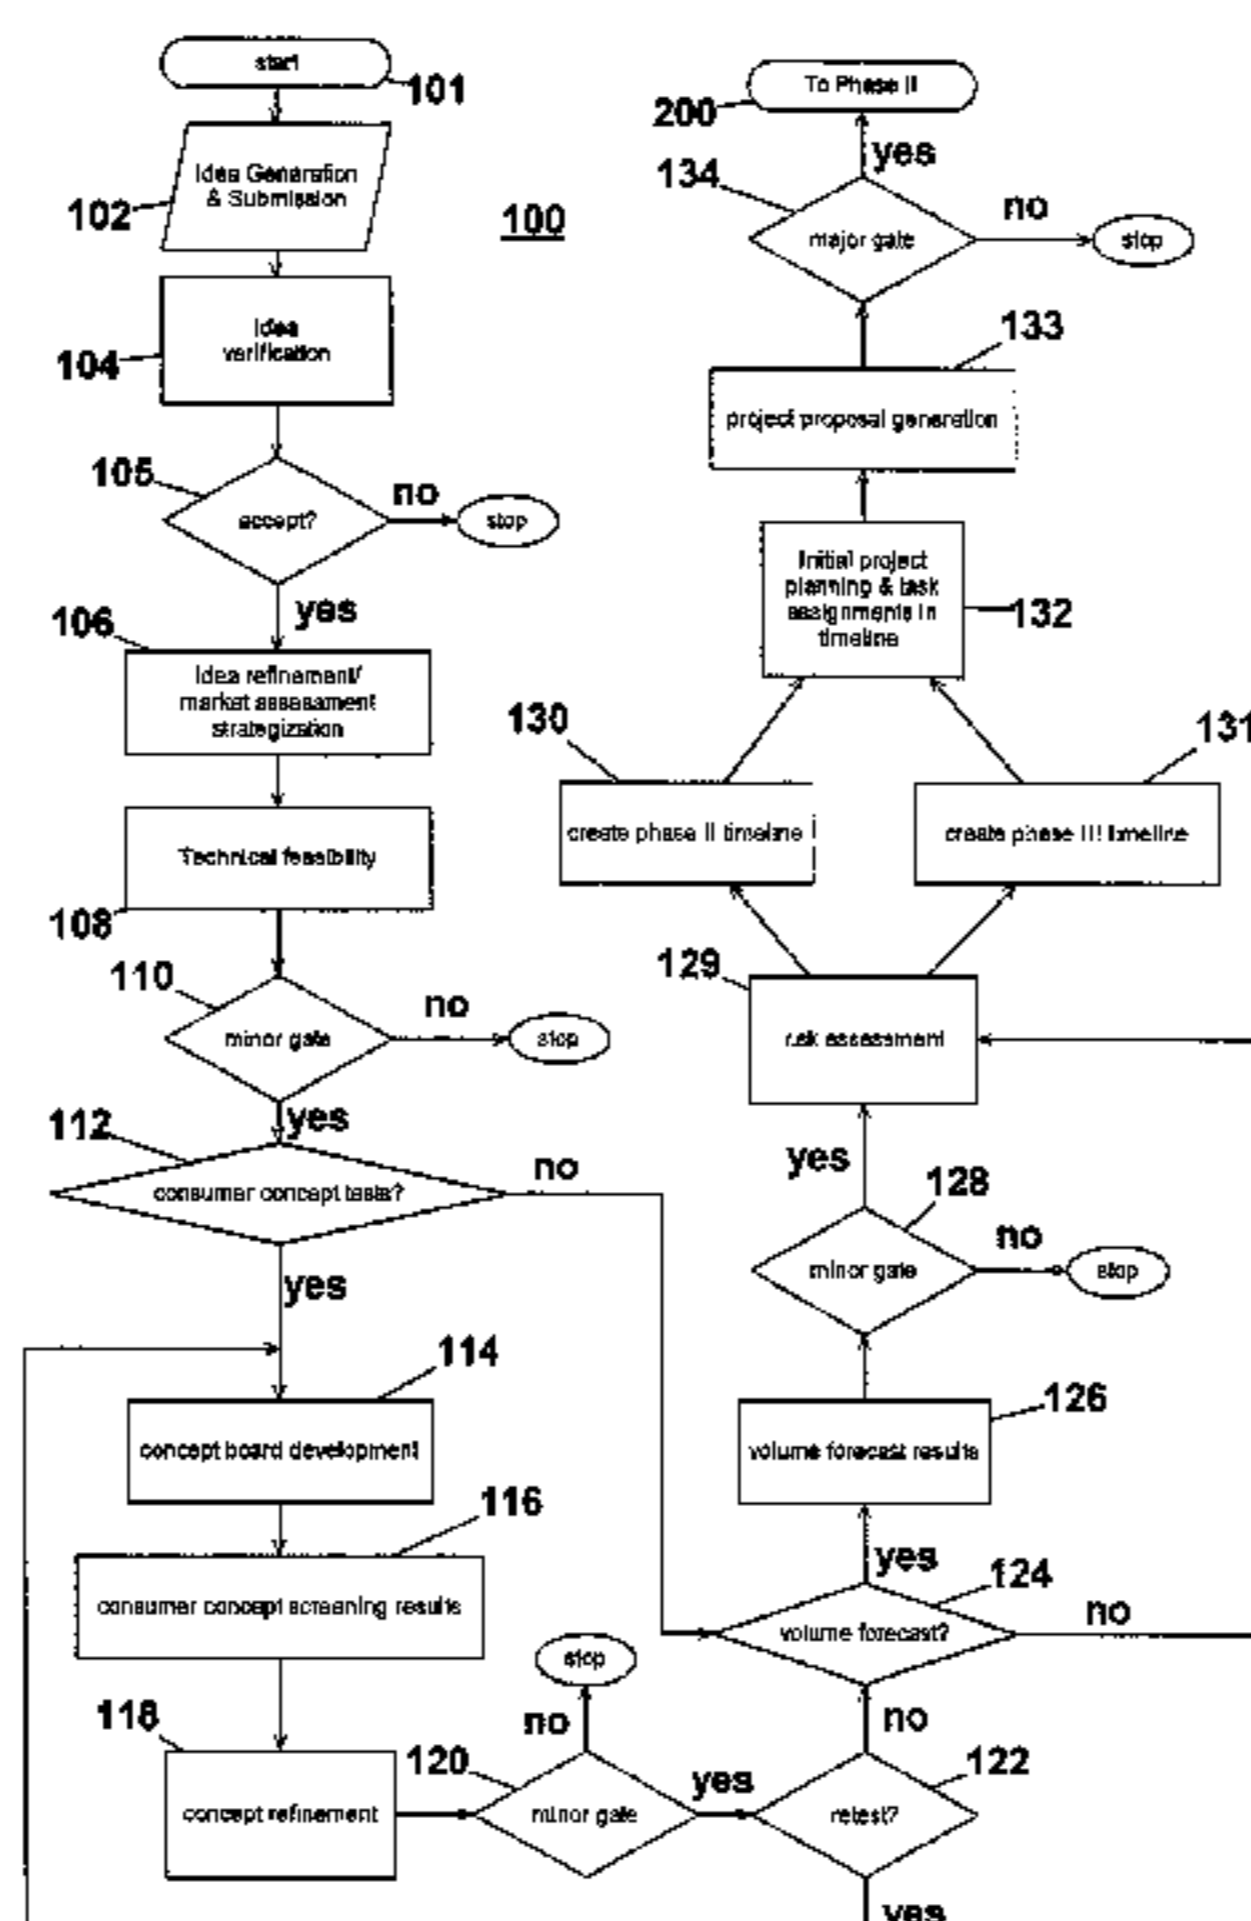 start
101
Idea Generation
& Submission
102
100
Idea
verification
104
105
accept?
no
stop
yes
106
Idea refinement/
market assessment
strategization
Technical feasibility
108
110
minor gate
no
stop
yes
112
consumer concept tests?
no
yes
114
concept board development
116
consumer concept screening results
118
concept refinement
120
minor gate
no
stop
yes
122
retest?
yes
no
124
volume forecast?
no
yes
126
volume forecast results
128
minor gate
no
stop
yes
129
risk assessment
130
create phase II timeline
131
create phase III timeline
132
Initial project
planning & task
assignments in
timeline
133
project proposal generation
134
major gate
no
stop
yes
200
To Phase II